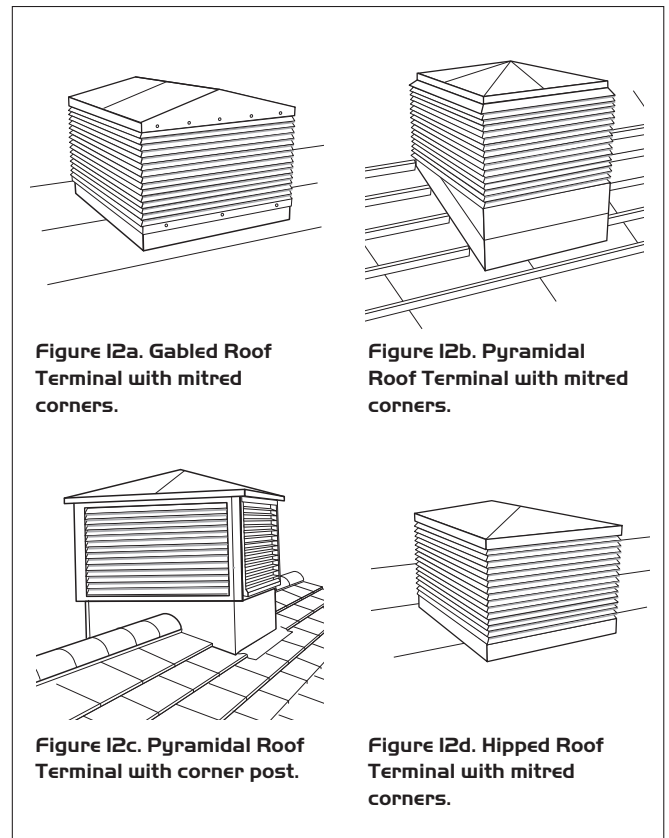 Figure 12a. Gabled Roof
Terminal with mitred
corners.
Figure 12b. Pyramidal
Roof Terminal with mitred
corners.
Figure 12c. Pyramidal Roof
Terminal with corner post.
Figure 12d. Hipped Roof
Terminal with mitred
corners.